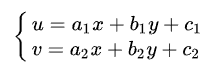 u = a₁x + b₁y + c₁
v = a₂x + b₂y + c₂